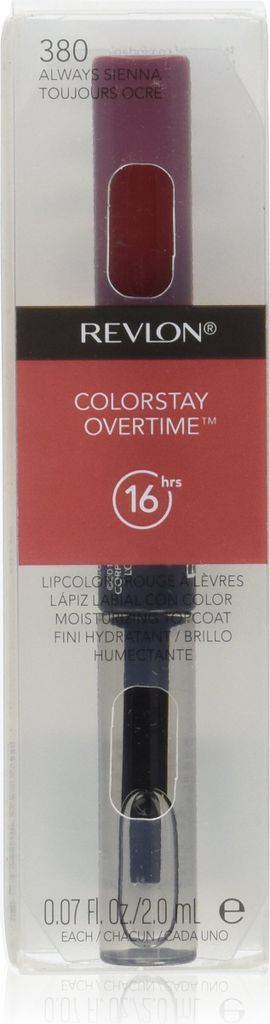 380
ALWAYS SIENNA
TOUJOURS OCRE
REVLON®
COLORSTAY
OVERTIME™
16 hrs
LIPCOLOR / ROUGE À LÈVRES
LÁPIZ LABIAL CON COLOR
MOISTURIZING TOPCOAT
FINI HYDRATANT / BRILLO
HUMECTANTE
0.07 Fl. Oz./2.0 mL e
EACH / CHACUN / CADA UNO